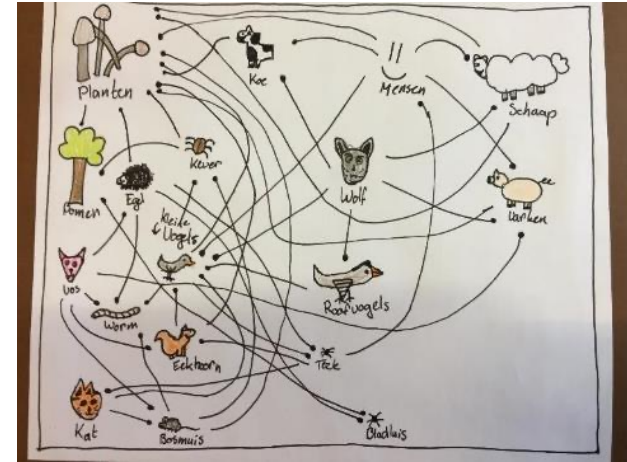 Planten
Koe
Mensen
Schaap
Kever
Bomen
Egel
Wolf
Varken
kleine
Vogels
Vos
Roofvogels
Worm
Eekhoorn
Teek
Kat
Bosmuis
Bladluis